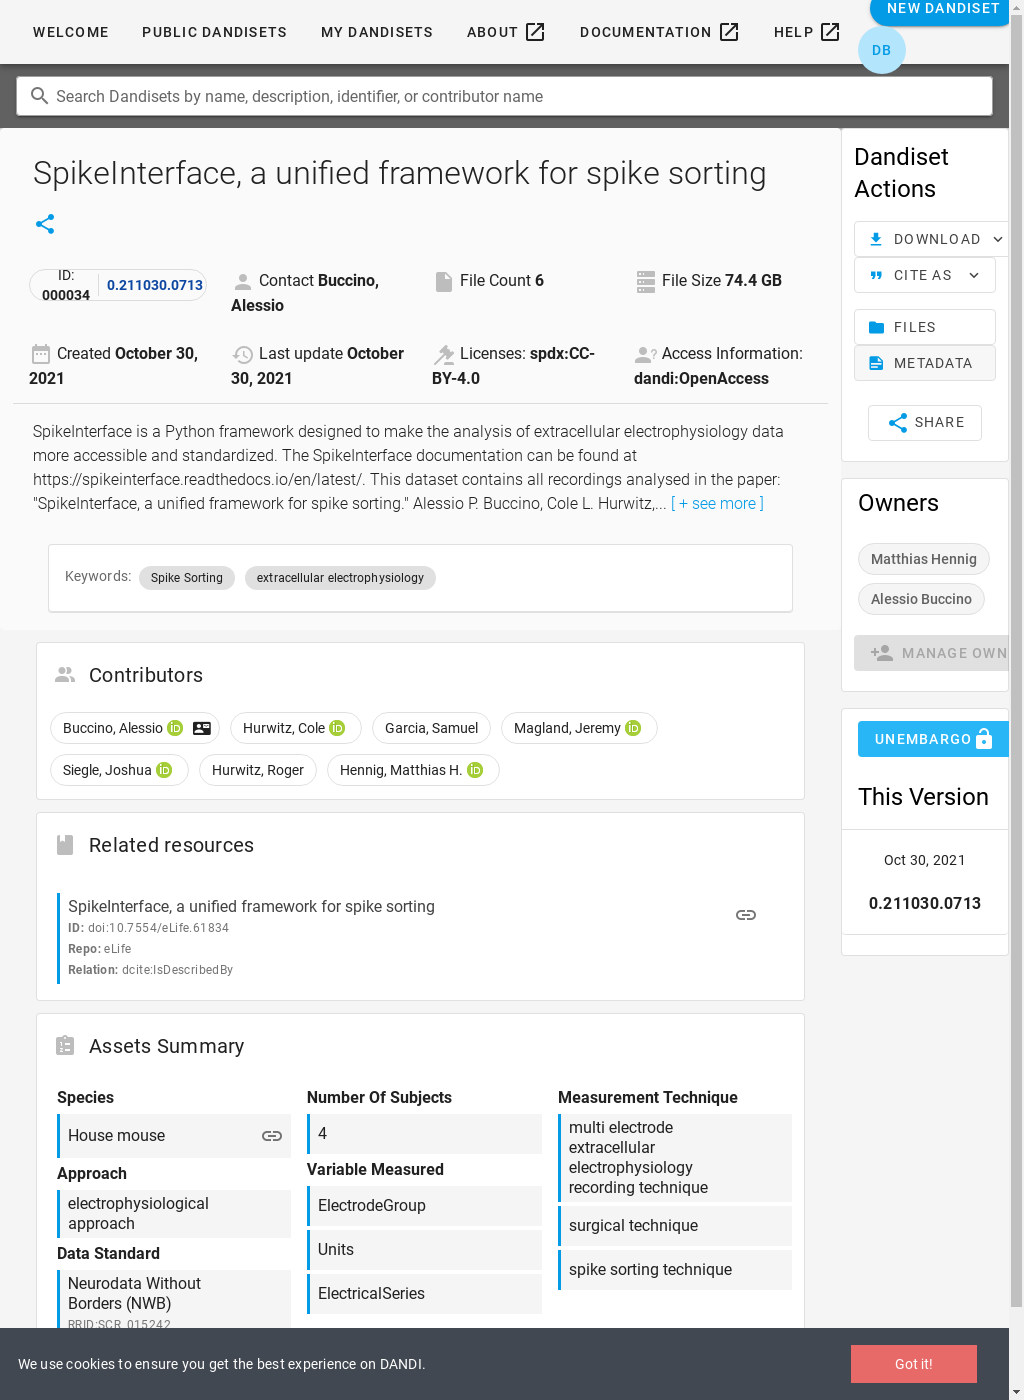 WELCOME PUBLIC DANDISETS MY DANDISETS ABOUT DOCUMENTATION HELP NEW DANDISET
DB
Search Dandisets by name, description, identifier, or contributor name
SpikeInterface, a unified framework for spike sorting
ID: 000034 0.211030.0713
Contact Buccino, Alessio
File Count 6
File Size 74.4 GB
Created October 30, 2021
Last update October 30, 2021
Licenses: spdx:CC-BY-4.0
Access Information: dandi:OpenAccess
SpikeInterface is a Python framework designed to make the analysis of extracellular electrophysiology data
more accessible and standardized. The SpikeInterface documentation can be found at
https://spikeinterface.readthedocs.io/en/latest/. This dataset contains all recordings analysed in the paper:
"SpikeInterface, a unified framework for spike sorting." Alessio P. Buccino, Cole L. Hurwitz,... [ + see more ]
Keywords: Spike Sorting extracellular electrophysiology
Contributors
Buccino, Alessio iD Hurwitz, Cole iD Garcia, Samuel Magland, Jeremy iD
Siegle, Joshua iD Hurwitz, Roger Hennig, Matthias H. iD
Related resources
SpikeInterface, a unified framework for spike sorting
ID: doi:10.7554/eLife.61834
Repo: eLife
Relation: dcite:IsDescribedBy
Assets Summary
Species
House mouse
Approach
electrophysiological
approach
Data Standard
Neurodata Without
Borders (NWB)
RRID:SCR_015242
Number Of Subjects
4
Variable Measured
ElectrodeGroup
Units
ElectricalSeries
Measurement Technique
multi electrode
extracellular
electrophysiology
recording technique
surgical technique
spike sorting technique
Dandiset
Actions
DOWNLOAD
CITE AS
FILES
METADATA
SHARE
Owners
Matthias Hennig
Alessio Buccino
MANAGE OWN
UNEMBARGO
This Version
Oct 30, 2021
0.211030.0713
We use cookies to ensure you get the best experience on DANDI.
Got it!